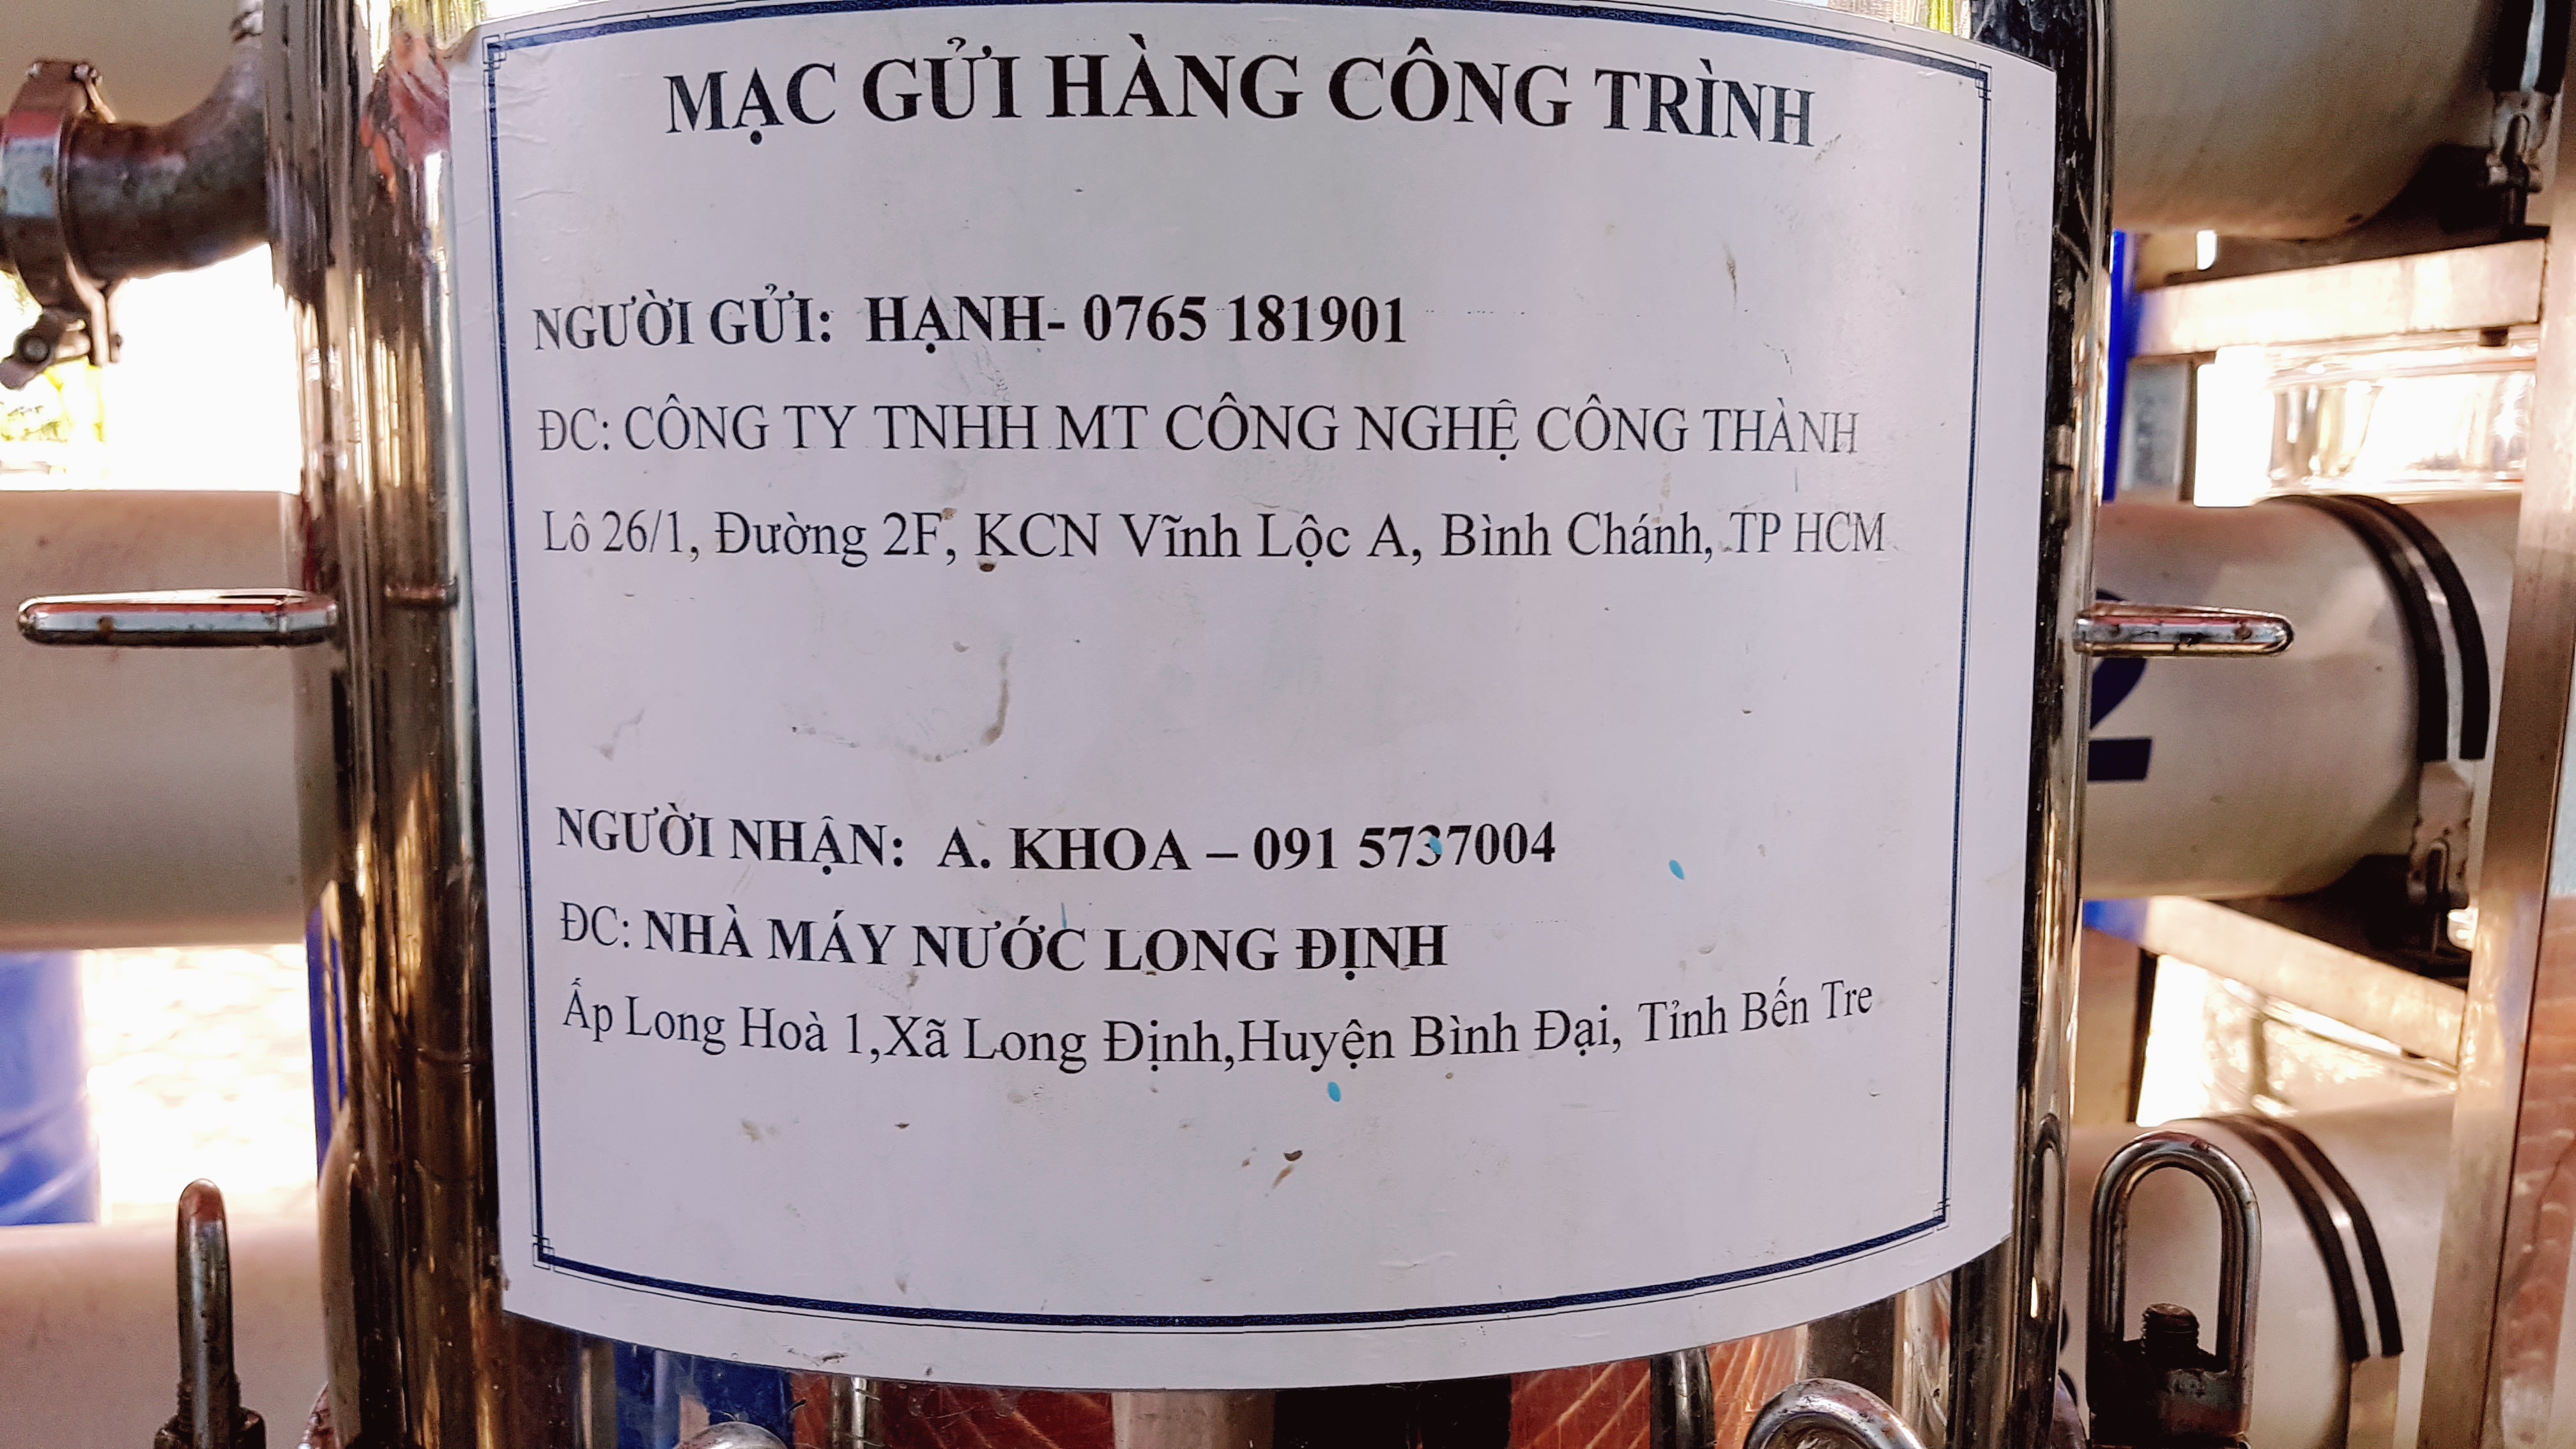 MẠC GỬI HÀNG CÔNG TRÌNH
NGƯỜI GỬI: HẠNH- 0765 181901
ĐC: CÔNG TY TNHH MT CÔNG NGHỆ CÔNG THÀNH
Lô 26/1, Đường 2F, KCN Vĩnh Lộc A, Bình Chánh, TP HCM
NGƯỜI NHẬN: A. KHOA – 091 5737004
ĐC: NHÀ MÁY NƯỚC LONG ĐỊNH
Ấp Long Hoà 1,Xã Long Định,Huyện Bình Đại, Tỉnh Bến Tre
2